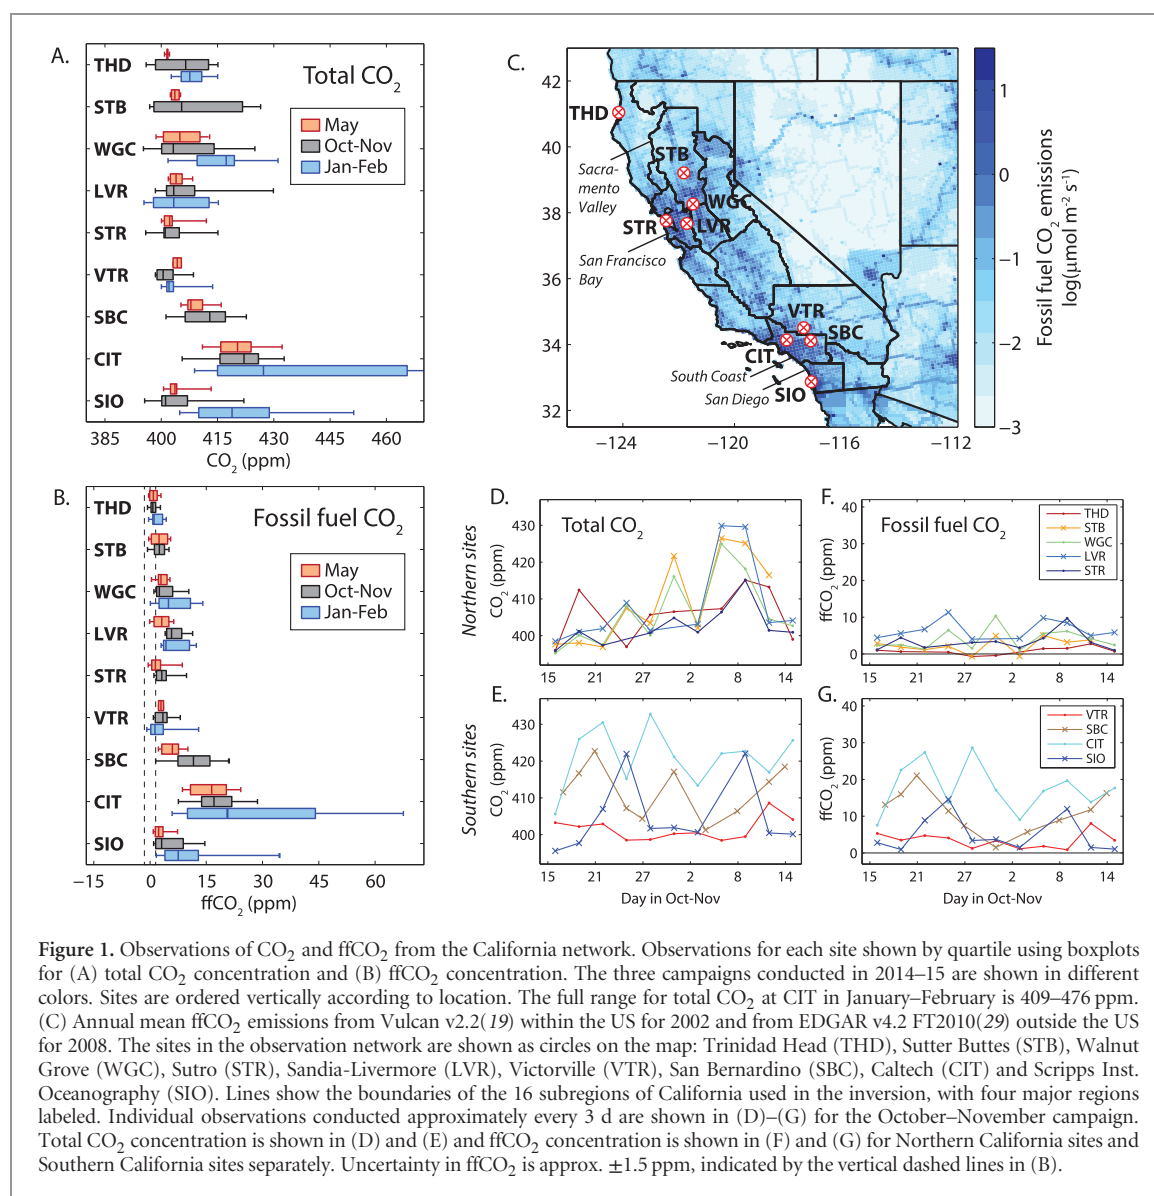 A.
Total CO2
THD
STB
WGC
LVR
STR
VTR
SBC
CIT
SIO
May
Oct-Nov
Jan-Feb
385 400 415 430 445 460
CO2 (ppm)
B.
Fossil fuel CO2
THD
STB
WGC
LVR
STR
VTR
SBC
CIT
SIO
May
Oct-Nov
Jan-Feb
−15 0 15 30 45 60
ffCO2 (ppm)
C.
42
40
38
36
34
32
−124 −120 −116 −112
THD
STB
Sacra-
mento
Valley
WGC
STR
LVR
San Francisco
Bay
VTR
SBC
CIT
South Coast
San Diego
SIO
1
0
−1
−2
−3
Fossil fuel CO2 emissions
log(μmol m−2 s−1)
D.
Total CO2
Northern sites
CO2 (ppm)
430
420
410
400
15 21 27 2 8 14
F.
Fossil fuel CO2
ffCO2 (ppm)
40
30
20
10
0
THD
STB
WGC
LVR
STR
15 21 27 2 8 14
E.
Southern sites
CO2 (ppm)
430
420
410
400
15 21 27 2 8 14
Day in Oct-Nov
G.
ffCO2 (ppm)
40
30
20
10
0
VTR
SBC
CIT
SIO
15 21 27 2 8 14
Day in Oct-Nov
Figure 1. Observations of CO2 and ffCO2 from the California network. Observations for each site shown by quartile using boxplots
for (A) total CO2 concentration and (B) ffCO2 concentration. The three campaigns conducted in 2014–15 are shown in different
colors. Sites are ordered vertically according to location. The full range for total CO2 at CIT in January–February is 409–476 ppm.
(C) Annual mean ffCO2 emissions from Vulcan v2.2(19) within the US for 2002 and from EDGAR v4.2 FT2010(29) outside the US
for 2008. The sites in the observation network are shown as circles on the map: Trinidad Head (THD), Sutter Buttes (STB), Walnut
Grove (WGC), Sutro (STR), Sandia-Livermore (LVR), Victorville (VTR), San Bernardino (SBC), Caltech (CIT) and Scripps Inst.
Oceanography (SIO). Lines show the boundaries of the 16 subregions of California used in the inversion, with four major regions
labeled. Individual observations conducted approximately every 3 d are shown in (D)–(G) for the October–November campaign.
Total CO2 concentration is shown in (D) and (E) and ffCO2 concentration is shown in (F) and (G) for Northern California sites and
Southern California sites separately. Uncertainty in ffCO2 is approx. ±1.5 ppm, indicated by the vertical dashed lines in (B).